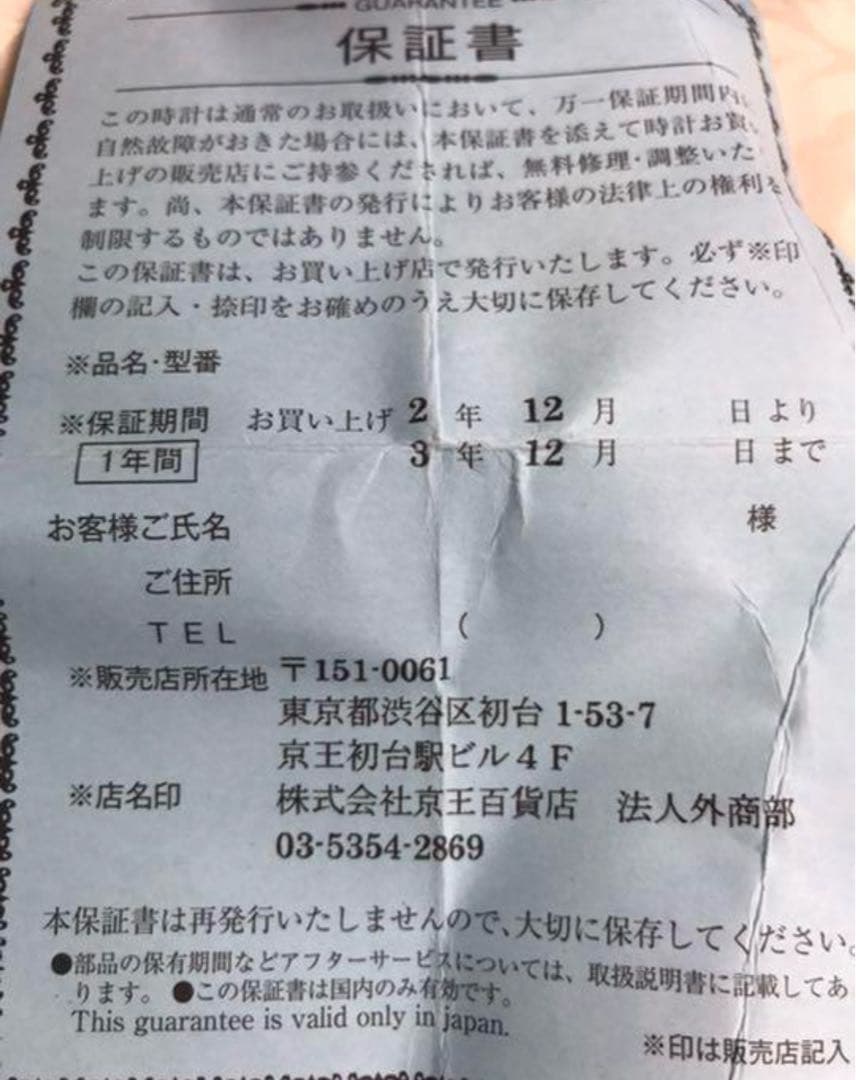 GUARANTEE
保証書
この時計は通常のお取扱いにおいて、万一保証期間内に
自然故障がおきた場合には、本保証書を添えて時計お買い
上げの販売店にご持参くだされば、無料修理・調整いた
ます。尚、本保証書の発行によりお客様の法律上の権利を
制限するものではありません。
この保証書は、お買い上げ店で発行いたします。必ず※印
欄の記入・捺印をお確めのうえ大切に保存してください。
※品名・型番
※保証期間 お買い上げ 2 年 12 月 日より
1年間 3 年 12 月 日まで
お客様ご氏名 様
ご住所
TEL ( )
※販売店所在地 〒151-0061
東京都渋谷区初台 1-53-7
京王初台駅ビル4F
※店名印 株式会社京王百貨店 法人外商部
03-5354-2869
本保証書は再発行いたしませんので、大切に保存してください。
●部品の保有期間などアフターサービスについては、取扱説明書に記載してあ
ります。 ●この保証書は国内のみ有効です。
This guarantee is valid only in japan.
※印は販売店記入